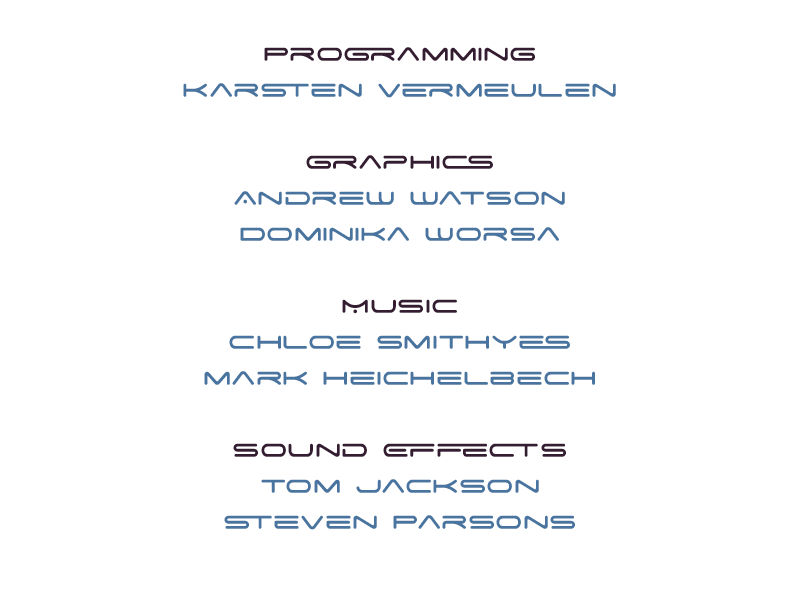 PROGRAMMING
KARSTEN VERMEULEN
GRAPHICS
ANDREW WATSON
DOMINIKA WORSA
MUSIC
CHLOE SMITHYES
MARK HEICHELBECH
SOUND EFFECTS
TOM JACKSON
STEVEN PARSONS